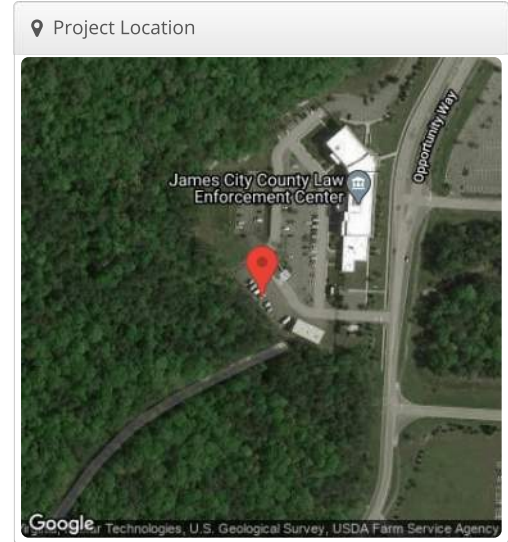 Project Location
Opportunity Way
James City County Law
Enforcement Center
Google
Technologies, U.S. Geological Survey, USDA Farm Service Agency